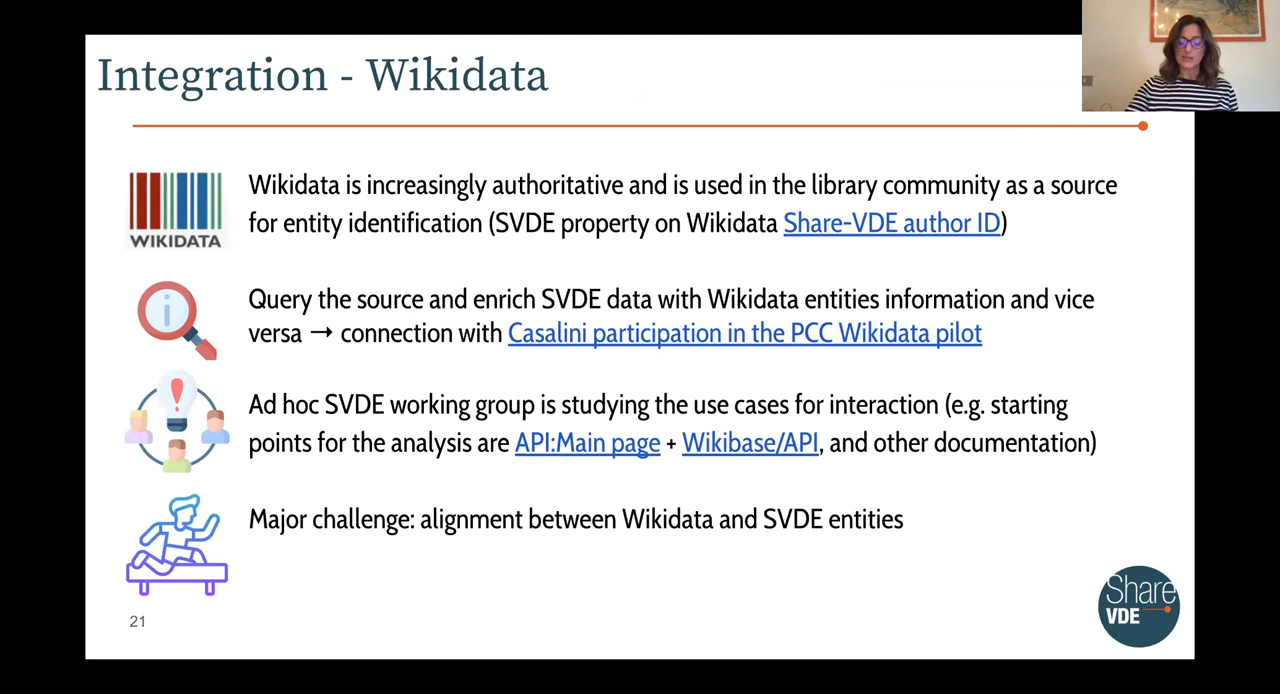 Integration - Wikidata
WIKIDATA
Wikidata is increasingly authoritative and is used in the library community as a source
for entity identification (SVDE property on Wikidata Share-VDE author ID)
Query the source and enrich SVDE data with Wikidata entities information and vice
versa → connection with Casalini participation in the PCC Wikidata pilot
Ad hoc SVDE working group is studying the use cases for interaction (e.g. starting
points for the analysis are API:Main page + Wikibase/API, and other documentation)
Major challenge: alignment between Wikidata and SVDE entities
21
Share
VDE